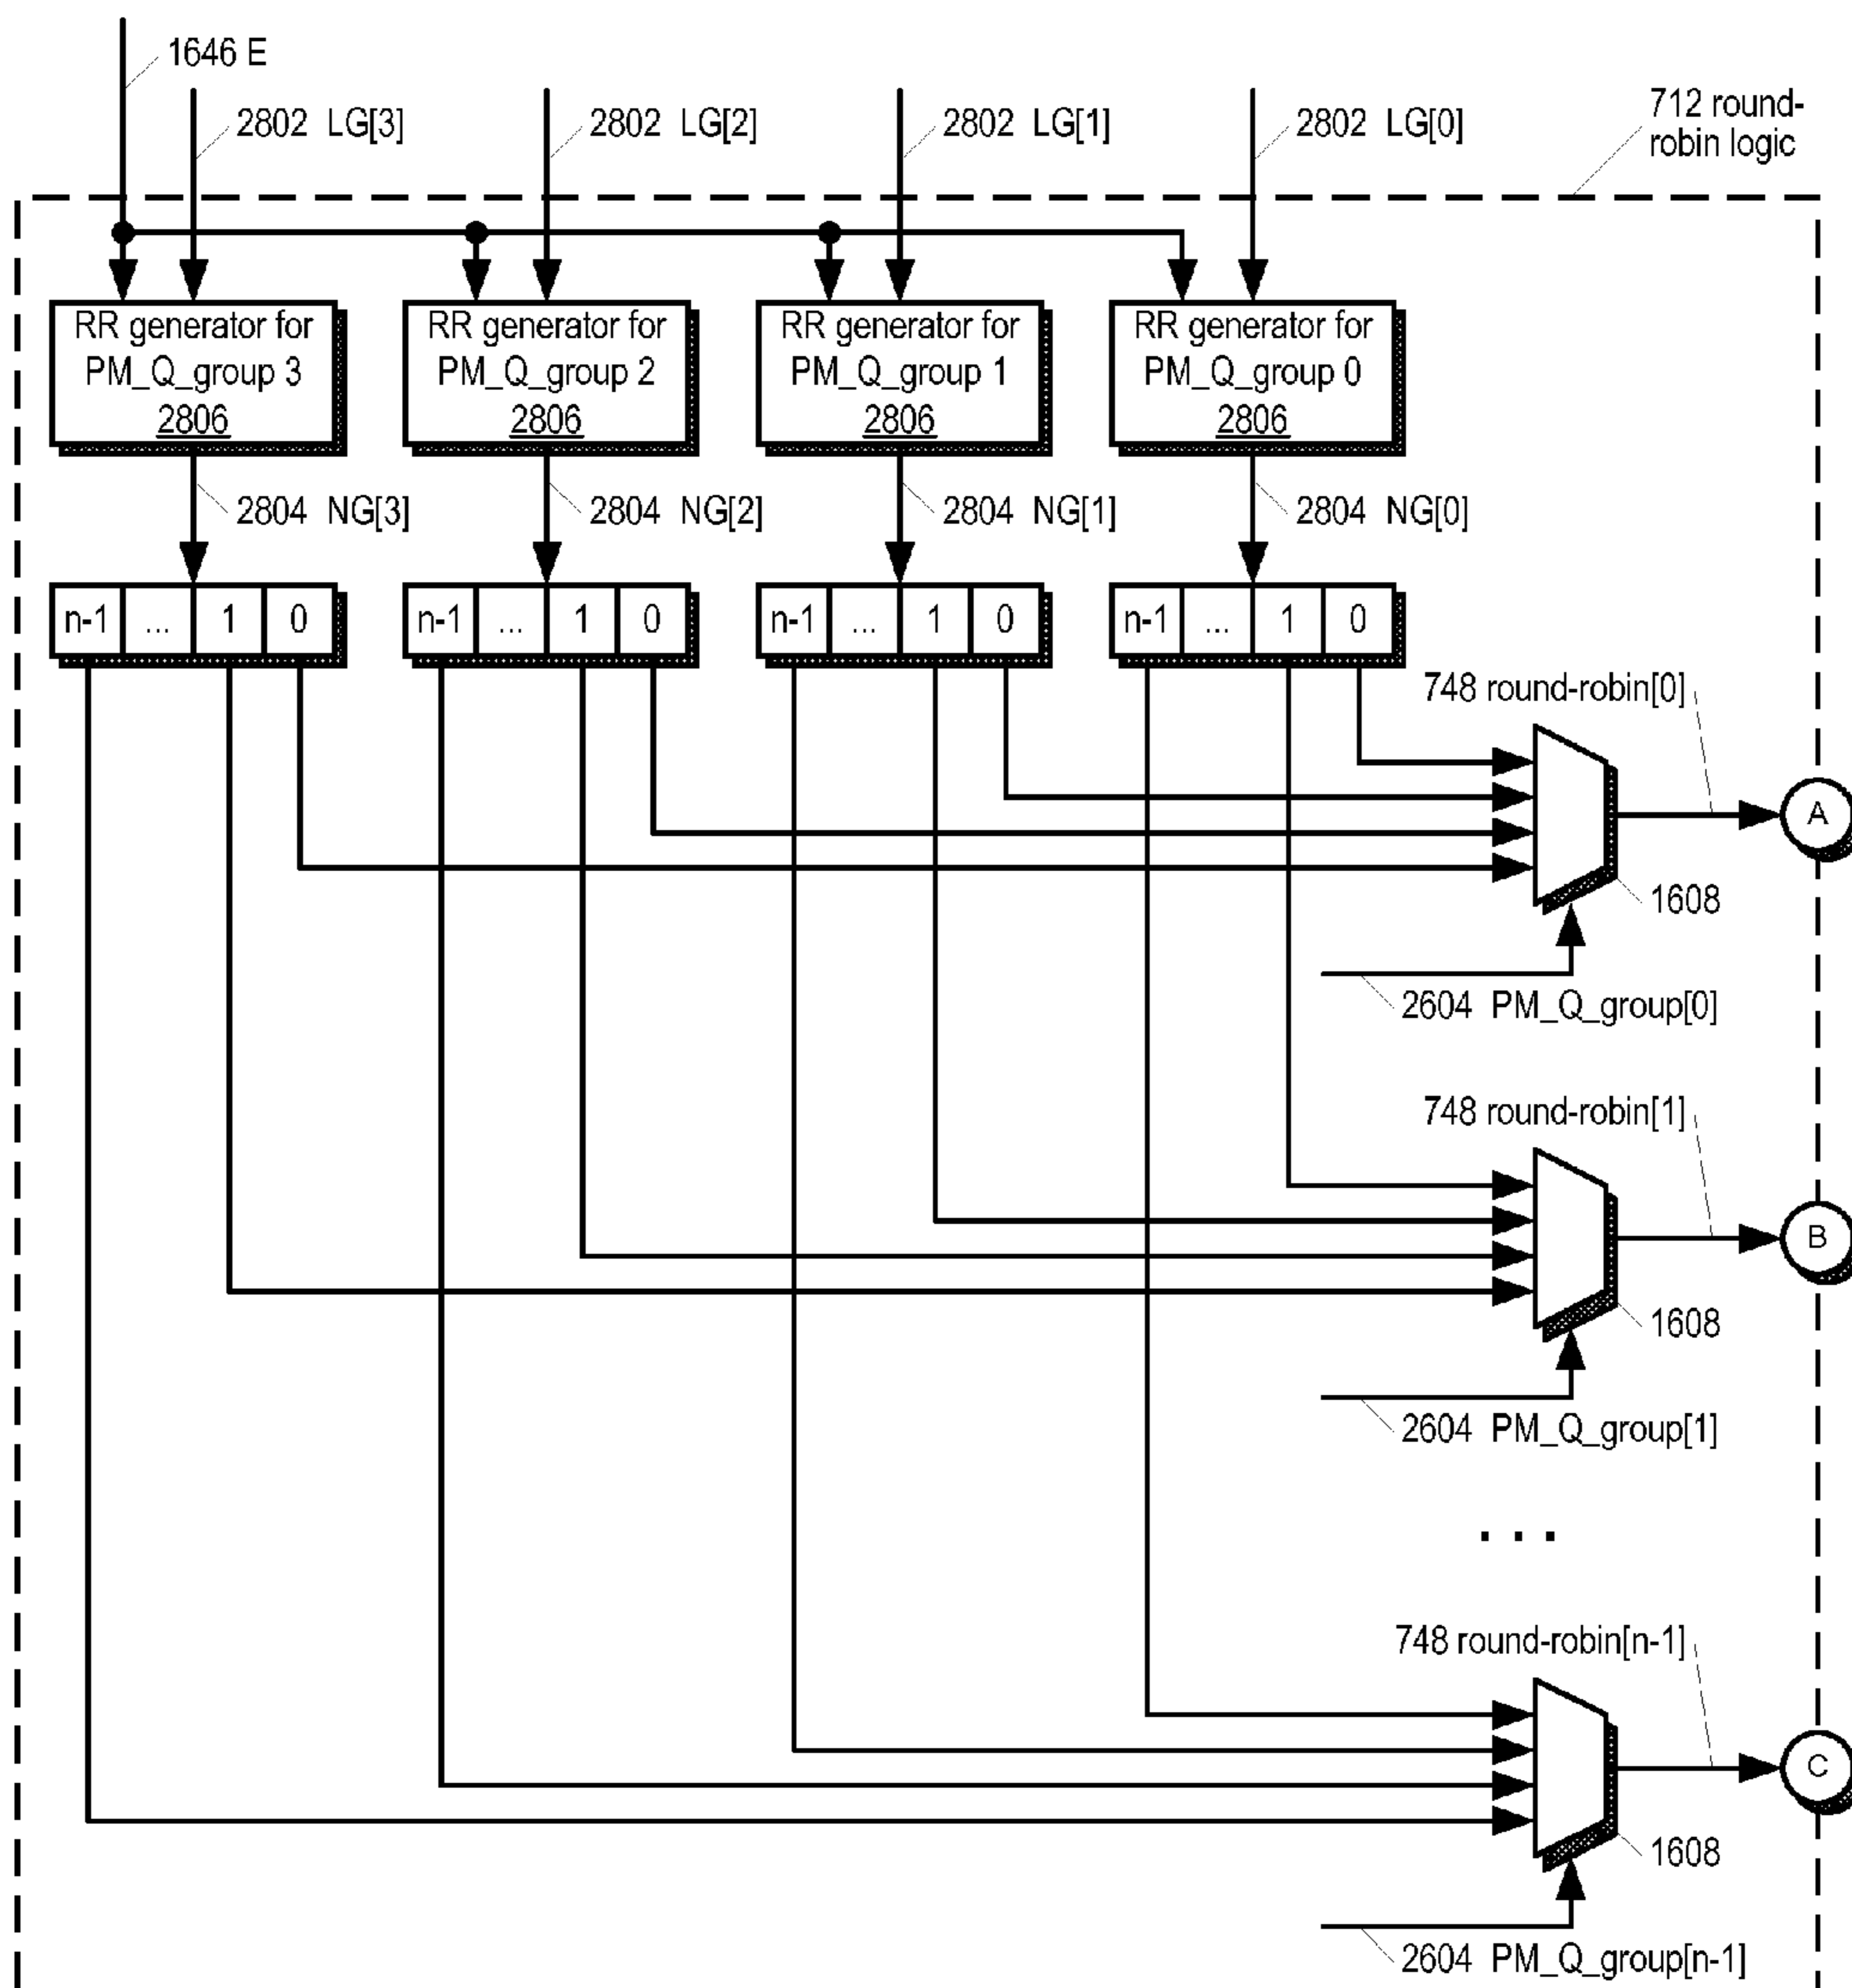 1646 E
2802 LG[3]
2802 LG[2]
2802 LG[1]
2802 LG[0]
712 round-
robin logic
RR generator for
PM_Q_group 3
2806
RR generator for
PM_Q_group 2
2806
RR generator for
PM_Q_group 1
2806
RR generator for
PM_Q_group 0
2806
2804 NG[3]
2804 NG[2]
2804 NG[1]
2804 NG[0]
n-1 ... 1 0
n-1 ... 1 0
n-1 ... 1 0
n-1 ... 1 0
748 round-robin[0]
A
1608
2604 PM_Q_group[0]
748 round-robin[1]
B
1608
2604 PM_Q_group[1]
. . .
748 round-robin[n-1]
C
1608
2604 PM_Q_group[n-1]